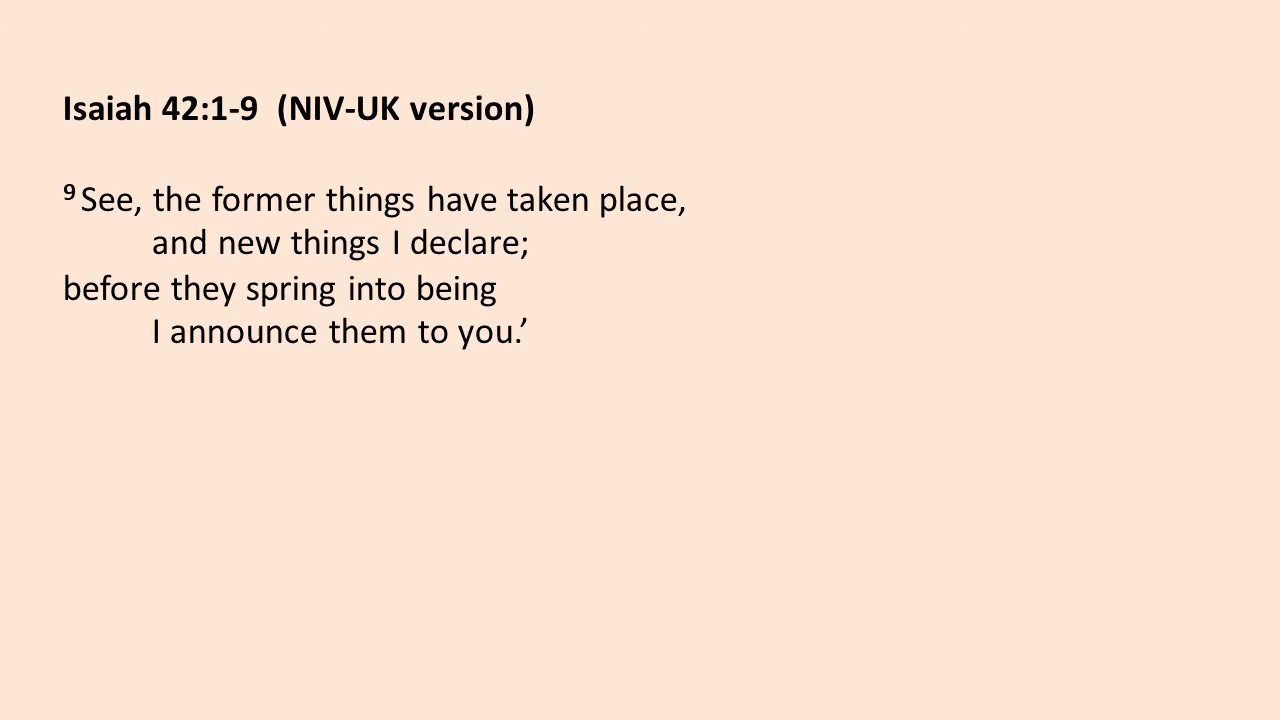 Isaiah 42:1-9  (NIV-UK version)
⁹ See, the former things have taken place,
and new things I declare;
before they spring into being
I announce them to you.’